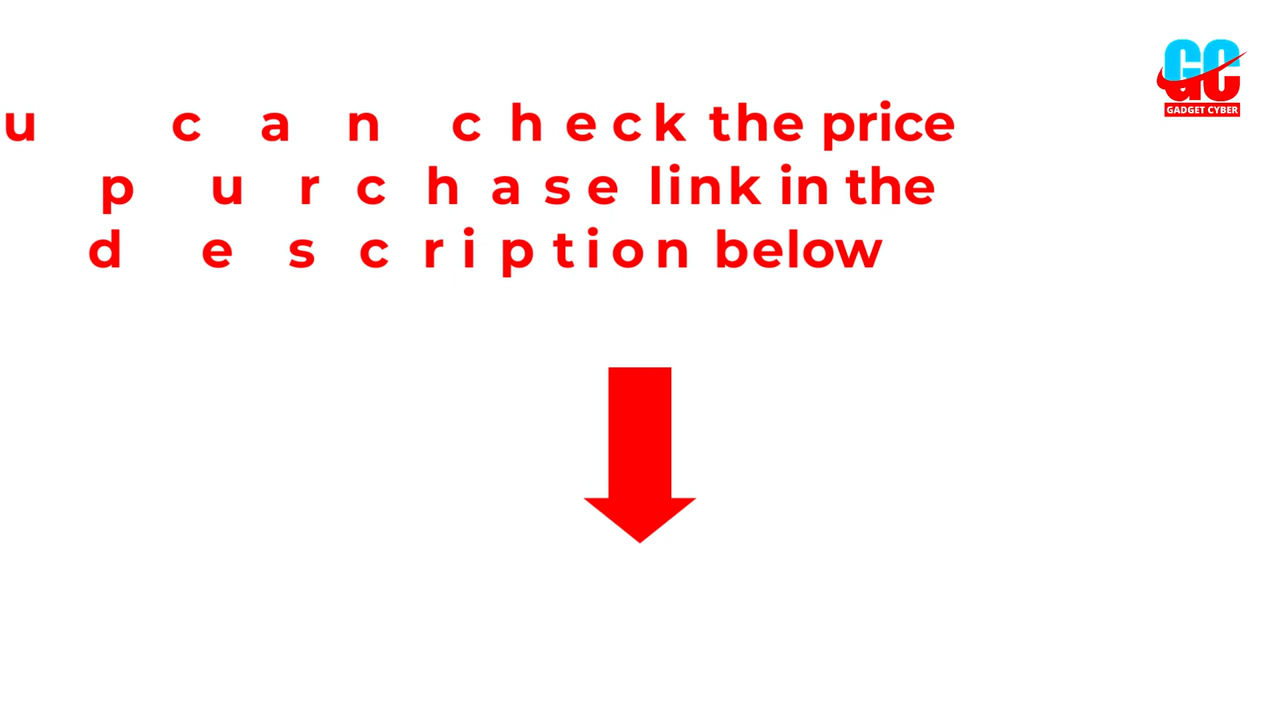 GC
GADGET CYBER
u can check the price
purchase link in the
description below